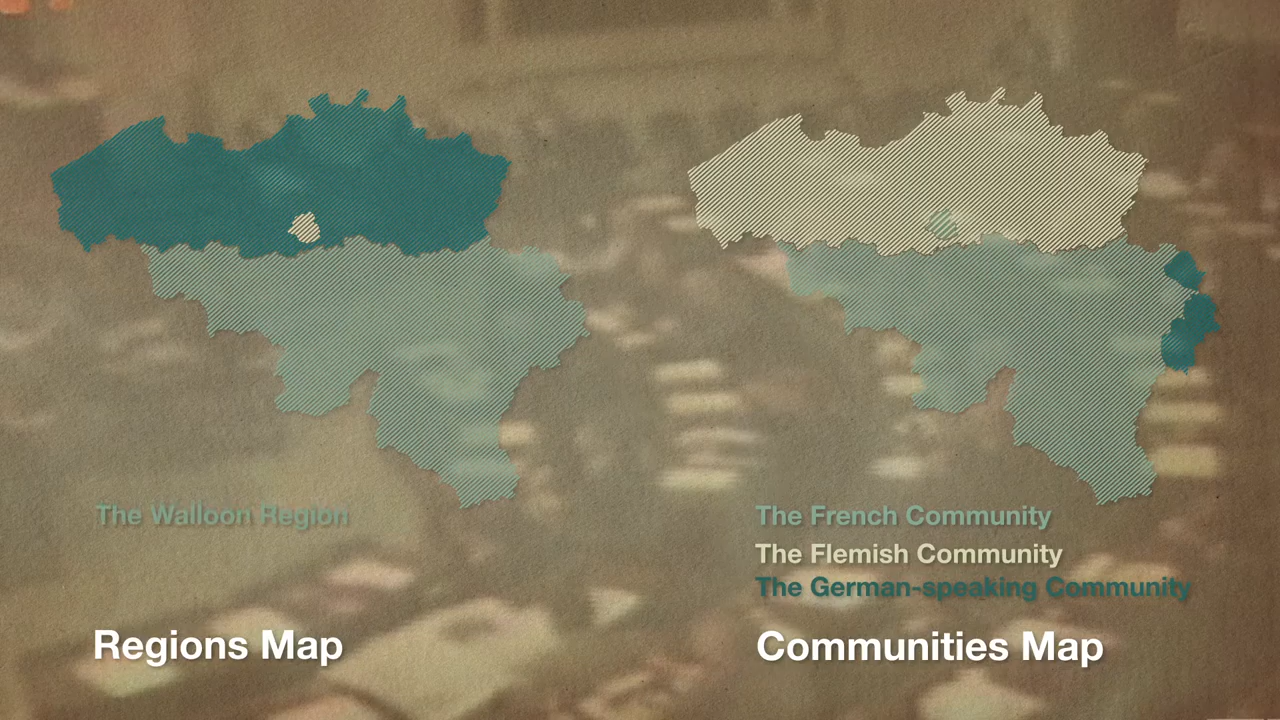 The Walloon Region
Regions Map
The French Community
The Flemish Community
The German-speaking Community
Communities Map